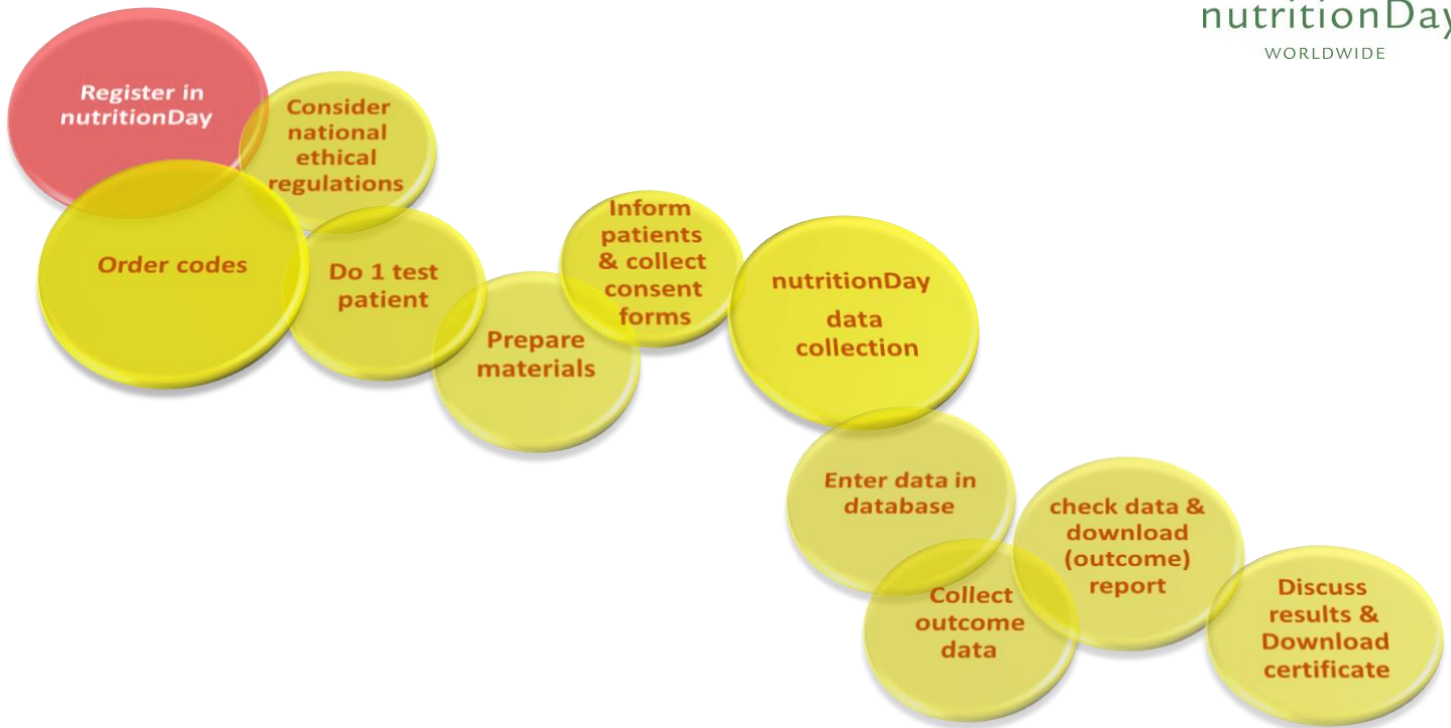 nutritionDay
WORLDWIDE
Register in
nutritionDay
Consider
national
ethical
regulations
Order codes
Do 1 test
patient
Prepare
materials
Inform
patients
& collect
consent
forms
nutritionDay
data
collection
Enter data in
database
Collect
outcome
data
check data &
download
(outcome)
report
Discuss
results &
Download
certificate